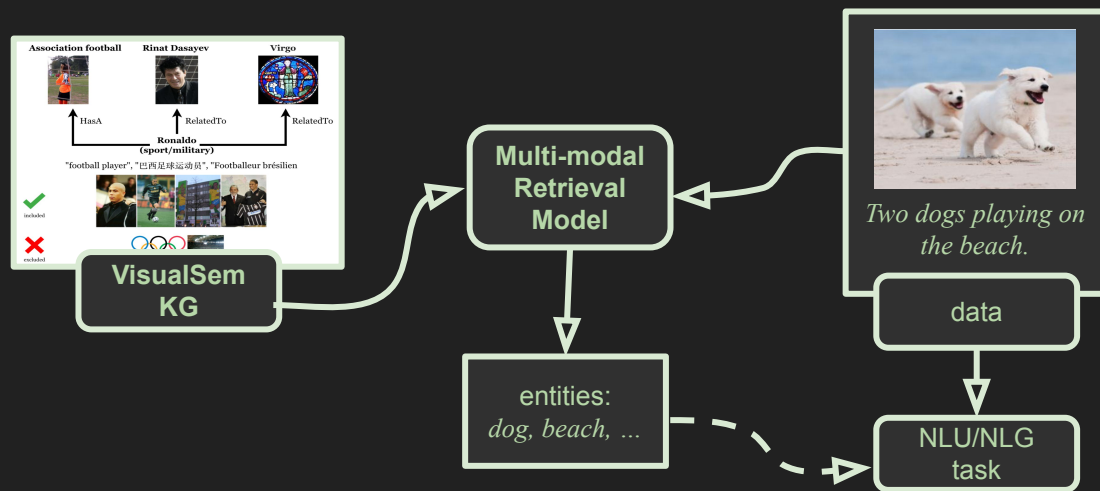 Association football
Rinat Dasayev
Virgo
HasA
RelatedTo
RelatedTo
Ronaldo
(sport/military)
"football player", "巴西足球运动员", "Footballeur brésilien
included
excluded
VisualSem
KG
Multi-modal
Retrieval
Model
entities:
dog, beach, ...
Two dogs playing on
the beach.
data
NLU/NLG
task